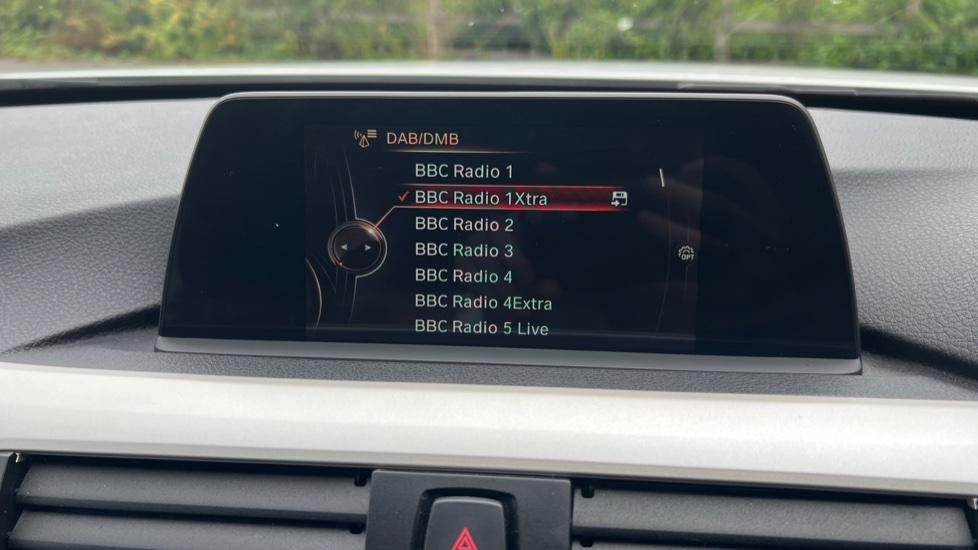 DAB/DMB
BBC Radio 1
BBC Radio 1Xtra
BBC Radio 2
BBC Radio 3
OPT
BBC Radio 4
BBC Radio 4Extra
BBC Radio 5 Live